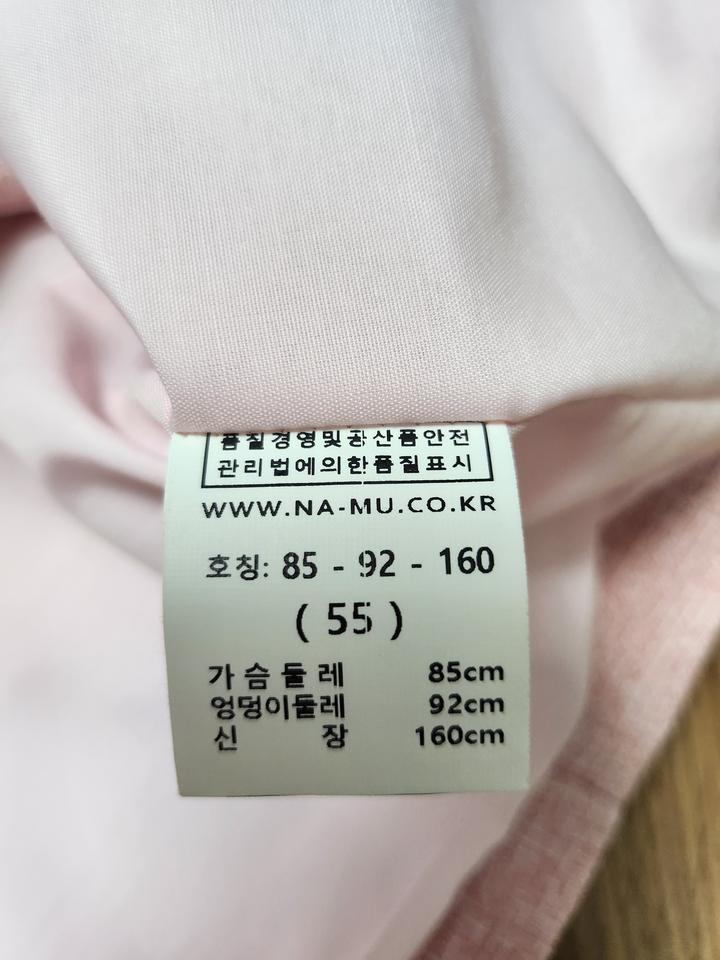 품질경영및공산품안전
관리법에의한품질표시
WWW.NA-MU.CO.KR
호칭: 85 - 92 - 160
( 55 )
가슴둘레 85cm
엉덩이둘레 92cm
신 장 160cm